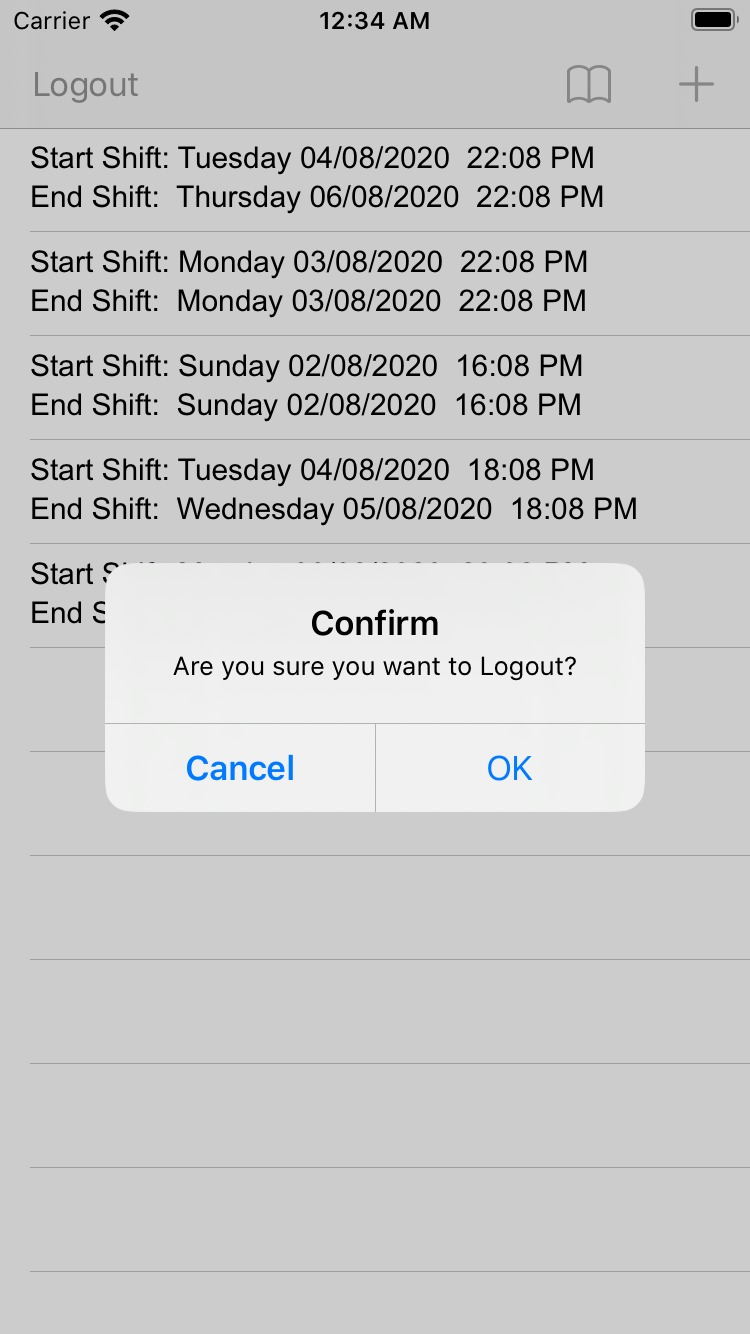 Carrier 12:34 AM
Logout
Start Shift: Tuesday 04/08/2020 22:08 PM
End Shift: Thursday 06/08/2020 22:08 PM
Start Shift: Monday 03/08/2020 22:08 PM
End Shift: Monday 03/08/2020 22:08 PM
Start Shift: Sunday 02/08/2020 16:08 PM
End Shift: Sunday 02/08/2020 16:08 PM
Start Shift: Tuesday 04/08/2020 18:08 PM
End Shift: Wednesday 05/08/2020 18:08 PM
Start
End
Confirm
Are you sure you want to Logout?
Cancel OK